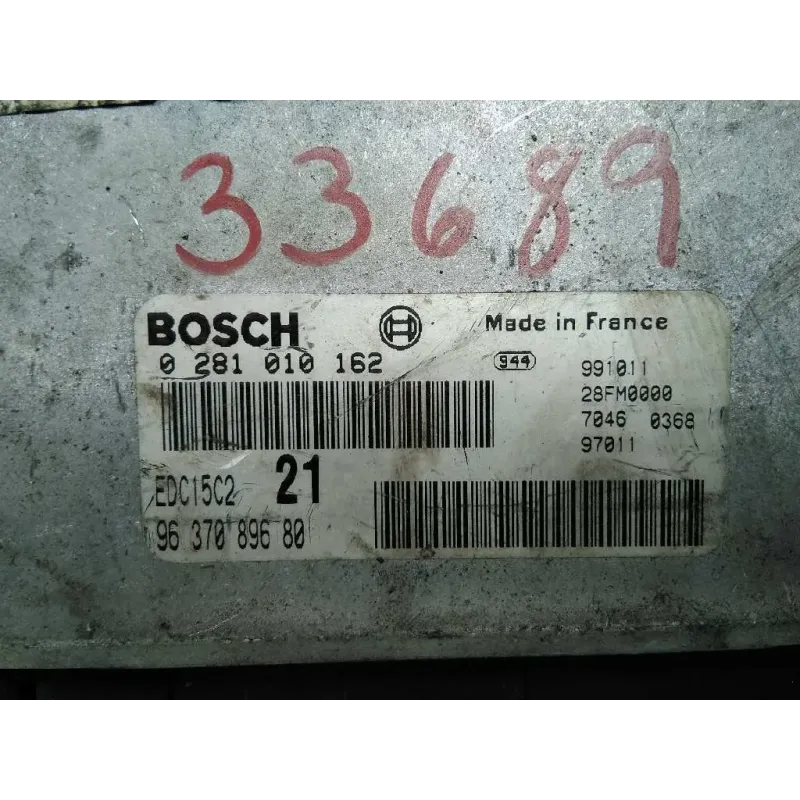 33689
BOSCH Made in France
0 281 010 162 944 991011
28FM0000
7046 0368
97011
EDC15C2 21
96 370 896 80